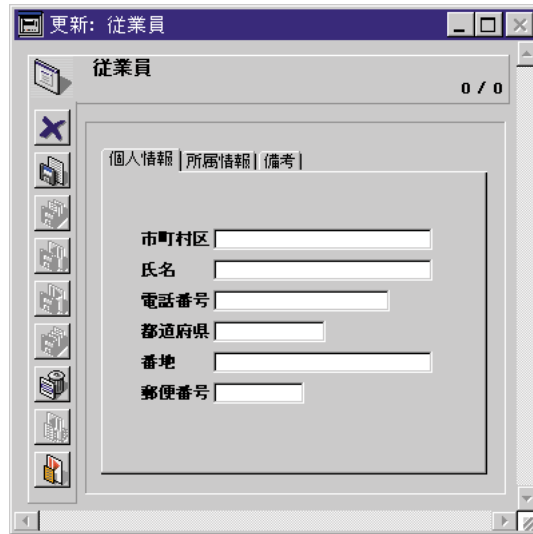 更新: 従業員
従業員
0 / 0
個人情報 所属情報 備考
市町村区
氏名
電話番号
都道府県
番地
郵便番号